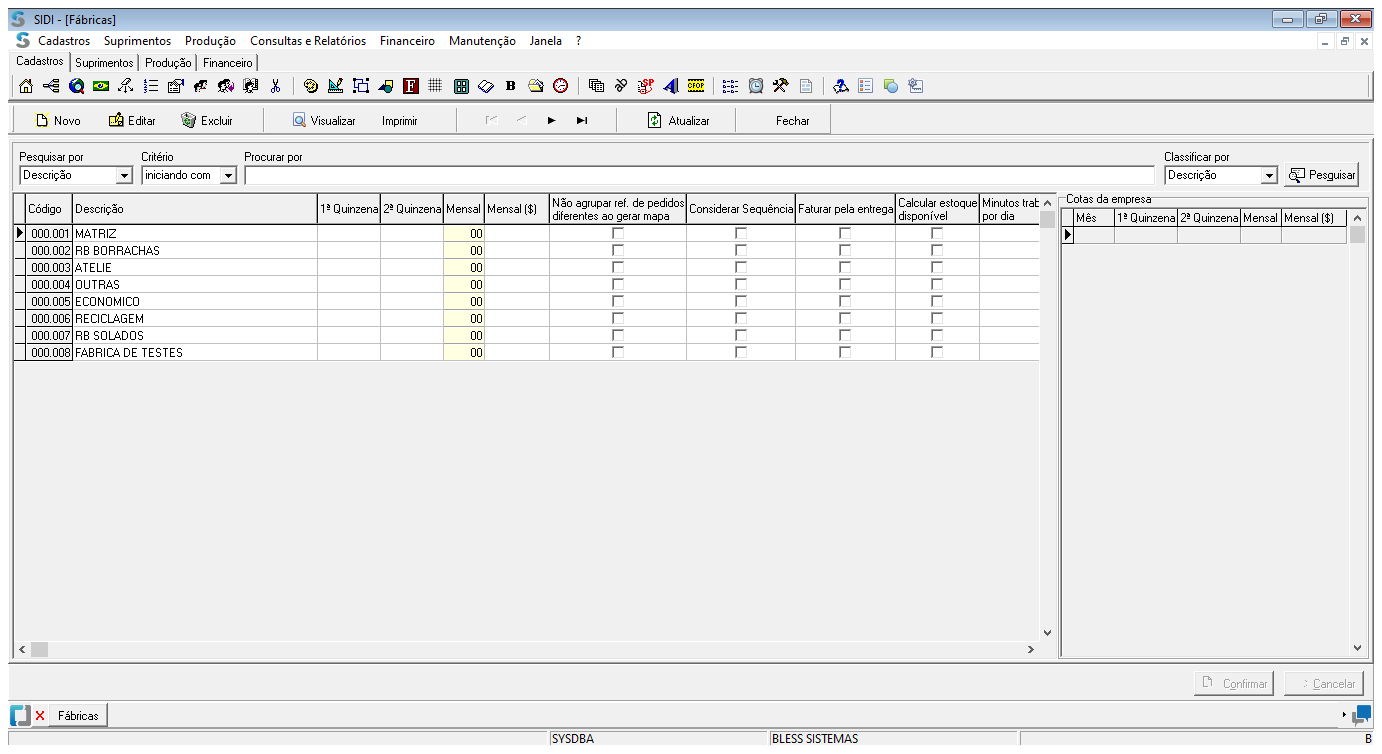 SIDI - [Fábricas]
Cadastros Suprimentos Produção Consultas e Relatórios Financeiro Manutenção Janela ?
Cadastros Suprimentos Produção Financeiro
F B SP CFOP
Novo Editar Excluir Visualizar Imprimir Atualizar Fechar
Pesquisar por Critério Procurar por Classificar por
Descrição iniciando com Descrição Pesquisar
Cotas da empresa
Código Descrição 1ª Quinzena 2ª Quinzena Mensal Mensal ($) Não agrupar ref. de pedidos diferentes ao gerar mapa Considerar Sequência Faturar pela entrega Calcular estoque disponível Minutos trab por dia
Mês 1ª Quinzena 2ª Quinzena Mensal Mensal ($)
000.001 MATRIZ 00
000.002 RB BORRACHAS 00
000.003 ATELIE 00
000.004 OUTRAS 00
000.005 ECONOMICO 00
000.006 RECICLAGEM 00
000.007 RB SOLADOS 00
000.008 FABRICA DE TESTES 00
Confirmar Cancelar
Fábricas
SYSDBA BLESS SISTEMAS B